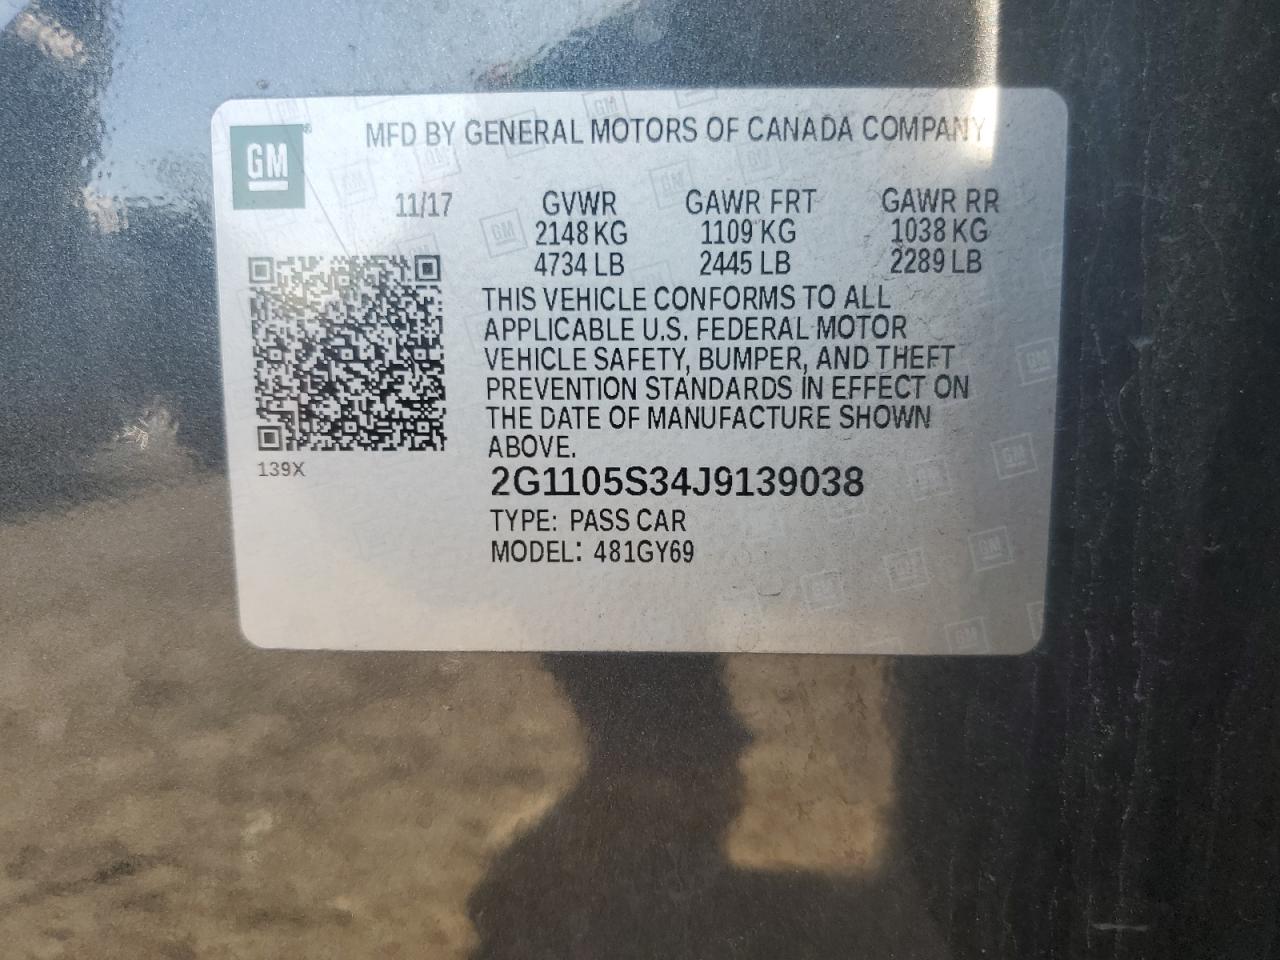 MFD BY GENERAL MOTORS OF CANADA COMPANY
GM
11/17
GVWR GAWR FRT GAWR RR
2148 KG 1109 KG 1038 KG
4734 LB 2445 LB 2289 LB
THIS VEHICLE CONFORMS TO ALL
APPLICABLE U.S. FEDERAL MOTOR
VEHICLE SAFETY, BUMPER, AND THEFT
PREVENTION STANDARDS IN EFFECT ON
THE DATE OF MANUFACTURE SHOWN
ABOVE.
139X
2G1105S34J9139038
TYPE: PASS CAR
MODEL: 481GY69